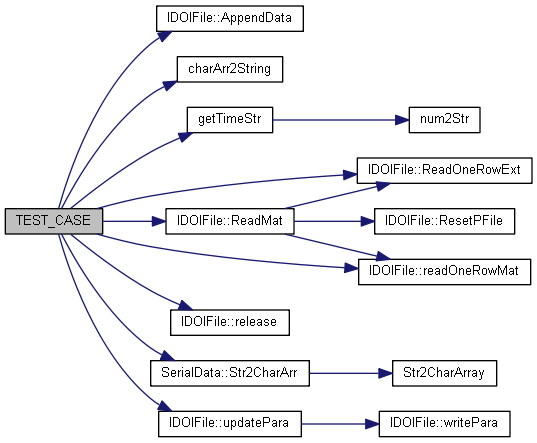 IDOIFile::AppendData
charArr2String
getTimeStr
num2Str
IDOIFile::ReadOneRowExt
TEST_CASE
IDOIFile::ReadMat
IDOIFile::ResetPFile
IDOIFile::readOneRowMat
IDOIFile::release
SerialData::Str2CharArr
Str2CharArray
IDOIFile::updatePara
IDOIFile::writePara